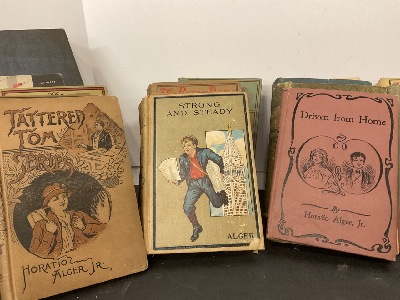 TATTERED
TOM
SERIES
HORATIO
ALGER JR.
STRONG
AND STEADY
ALGER
Driven from Home
By
Horatio Alger, Jr.